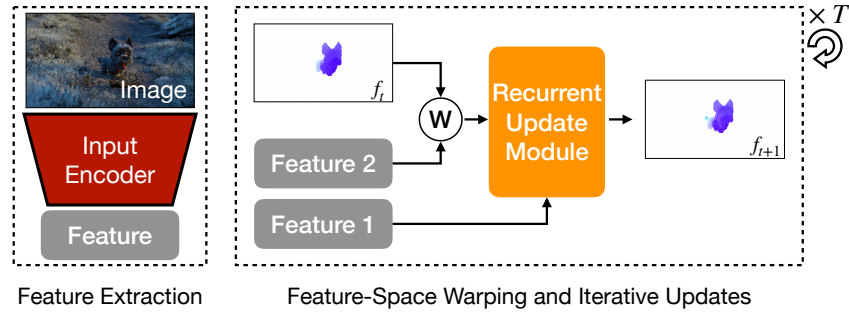 Image
Input
Encoder
Feature
Feature Extraction
× T
f_t
W
Feature 2
Feature 1
Recurrent
Update
Module
f_{t+1}
Feature-Space Warping and Iterative Updates